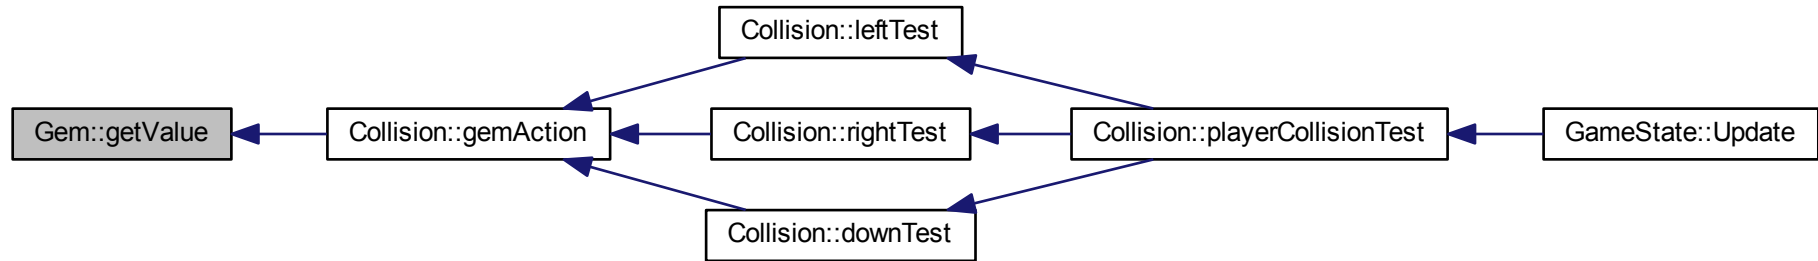 Collision::leftTest
Gem::getValue
Collision::gemAction
Collision::rightTest
Collision::playerCollisionTest
GameState::Update
Collision::downTest